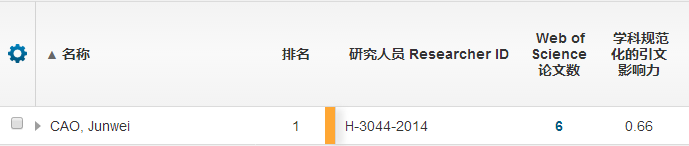 ▲ 名称 排名 研究人员 Researcher ID Web of Science 论文数 学科规范化的引文影响力
CAO, Junwei 1 H-3044-2014 6 0.66